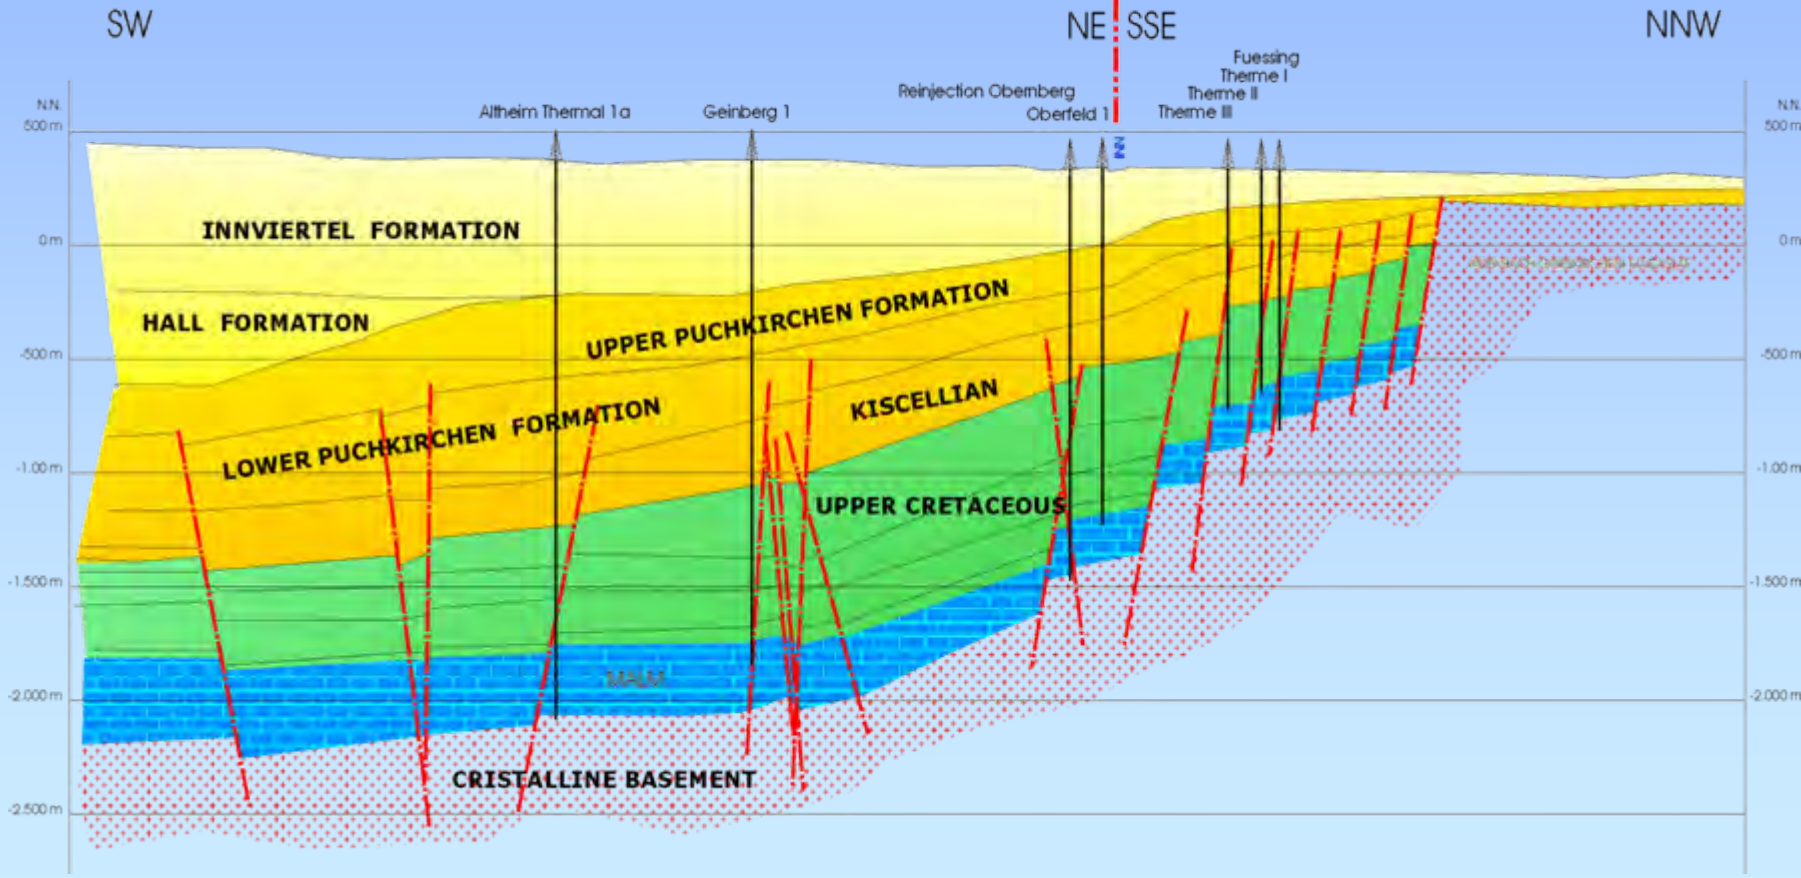 SW
NE
SSE
NNW
Fuessing
Therme I
Therme II
Therme III
Reinjection Obernberg
Oberfeld 1
Altheim Thermal 1a
Geinberg 1
N.N.
500 m
N.N.
500 m
INNVIERTEL FORMATION
0 m
0 m
HALL FORMATION
UPPER PUCHKIRCHEN FORMATION
-500 m
-500 m
KISCELLIAN
LOWER PUCHKIRCHEN FORMATION
-1.00 m
-1.00 m
UPPER CRETACEOUS
-1.500 m
-1.500 m
MALM
-2.000 m
-2.000 m
CRISTALLINE BASEMENT
-2.500 m